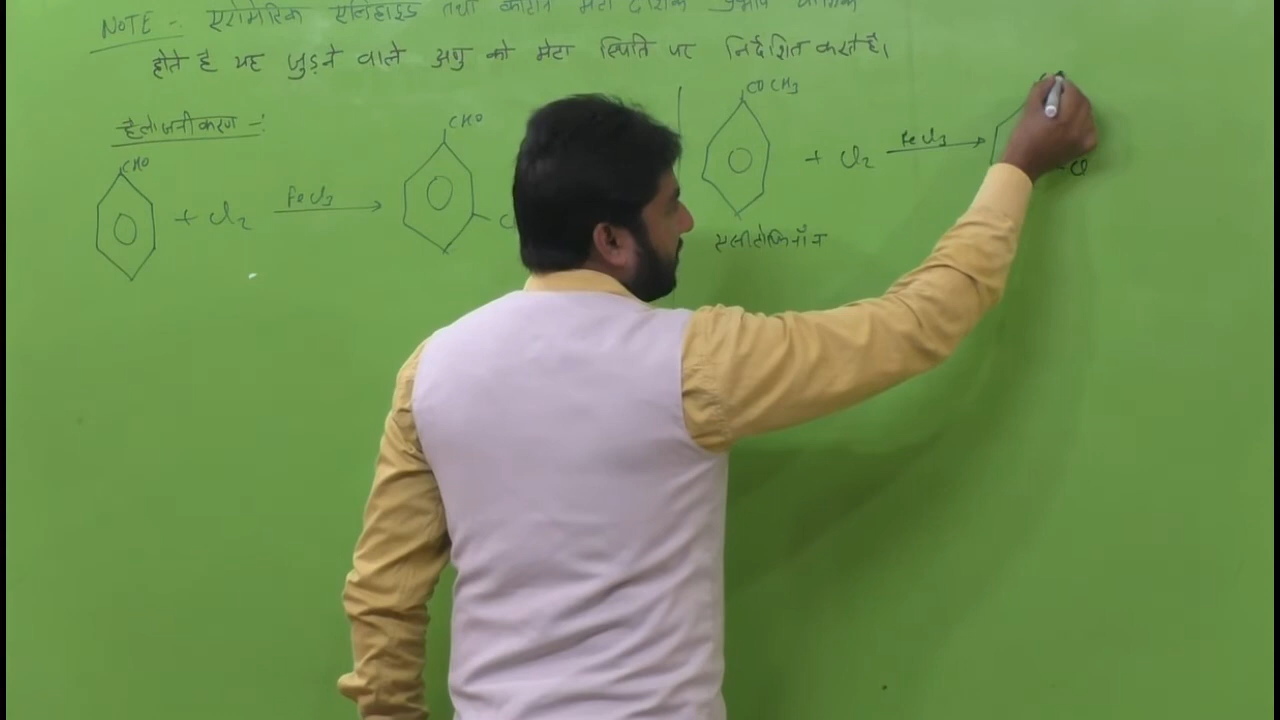 NOTE -: एरोमेटिक एल्डिहाइड तथा कीटोन मेटा
होते है यह जुड़ने वाले अणु को मेटा स्थिति पर निर्देशित करते है।
हैलोजनीकरण -:
CHO + Cl₂ FeCl₃ CHO
COCH₃ + Cl₂ FeCl₃ Cl
एसीटोफिनॉन